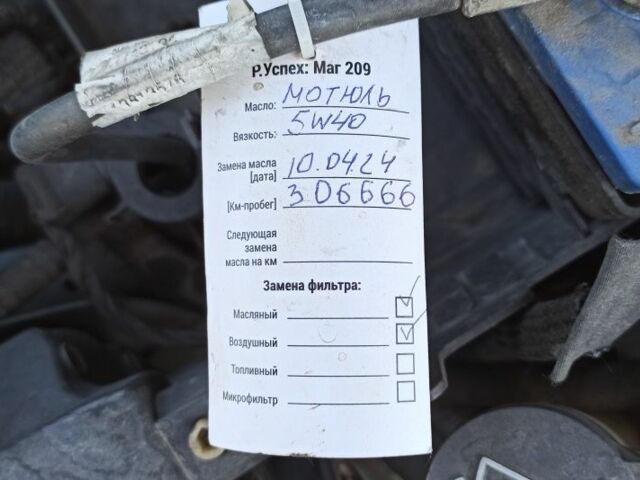 Р.Успех: Маг 209
Масло: МОТЮЛЬ
Вязкость: 5W40
Замена масла
[дата] 10.04.24
[Км-пробег] 306666
Следующая
замена
масла на км
Замена фильтра:
Масляный
Воздушный
Топливный
Микрофильтр